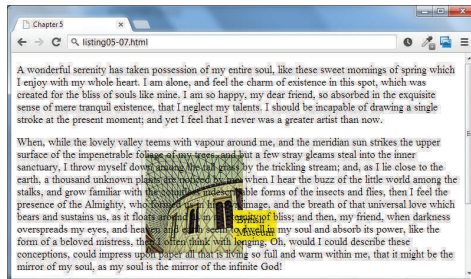 Chapter 5
listing05-07.html
A wonderful serenity has taken possession of my entire soul, like these sweet mornings of spring which
I enjoy with my whole heart. I am alone, and feel the charm of existence in this spot, which was
created for the bliss of souls like mine. I am so happy, my dear friend, so absorbed in the exquisite
sense of mere tranquil existence, that I neglect my talents. I should be incapable of drawing a single
stroke at the present moment; and yet I feel that I never was a greater artist than now.
When, while the lovely valley teems with vapour around me, and the meridian sun strikes the upper
surface of the impenetrable foliage of my trees, and but a few stray gleams steal into the inner
sanctuary, I throw myself down among the tall grass by the trickling stream; and, as I lie close to the
earth, a thousand unknown plants are noticed by me: when I hear the buzz of the little world among the
stalks, and grow familiar with the countless indescribable forms of the insects and flies, then I feel the
presence of the Almighty, who formed us in his own image, and the breath of that universal love which
bears and sustains us, as it floats around us in an eternity of bliss; and then, my friend, when darkness
overspreads my eyes, and heaven and earth seem to dwell in my soul and absorb its power, like the
form of a beloved mistress, then I often think with longing, Oh, would I could describe these
conceptions, could impress upon paper all that is living so full and warm within me, that it might be the
mirror of my soul, as my soul is the mirror of the infinite God!
Museum